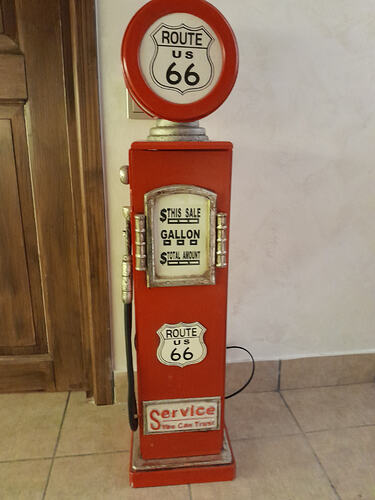 ROUTE
US
66
$THIS SALE
GALLON
$TOTAL AMOUNT
ROUTE
US
66
Service
You Can Trust